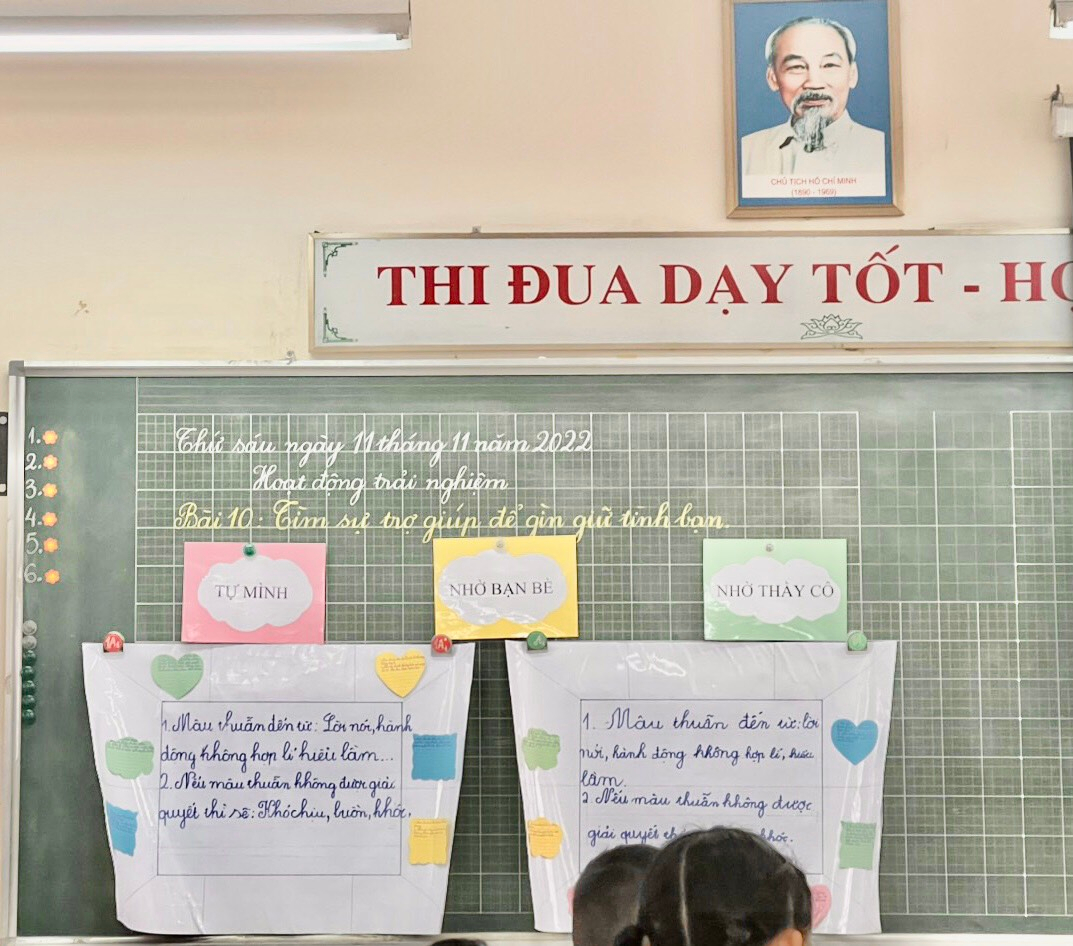 CHỦ TỊCH HỒ CHÍ MINH
(1890 - 1969)
THI ĐUA DẠY TỐT - HỌ
1.
2.
3.
4.
5.
6.
Thứ sáu ngày 11 tháng 11 năm 2022
Hoạt động trải nghiệm
Bài 10: Tìm sự trợ giúp để gìn giữ tình bạn.
TỰ MÌNH
NHỜ BẠN BÈ
NHỜ THẦY CÔ
1. Mâu thuẫn đến từ: Lời nói, hành
động không hợp lí hiểu lầm...
2. Nếu mâu thuẫn không được giải
quyết thì sẽ: Khó chịu, buồn, khóc,
1. Mâu thuẫn đến từ: lời
nói, hành động không hợp lí, hiểu
lầm.
2. Nếu mâu thuẫn không được
giải quyết khóc.